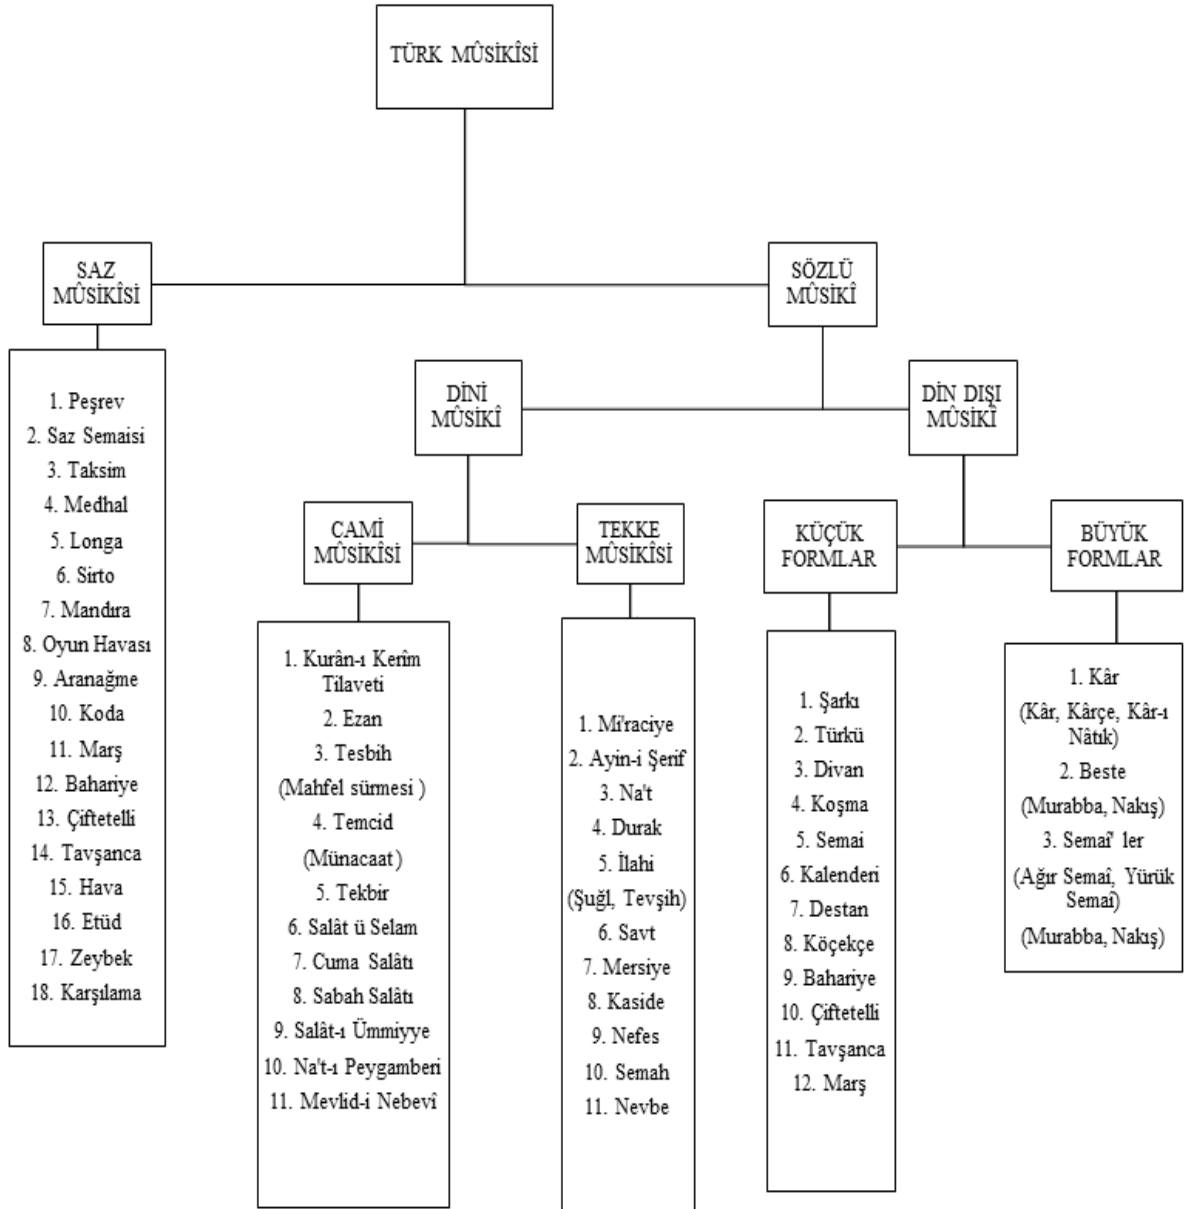 TÜRK MÛSİKÎSİ
SAZ
MÛSİKÎSİ
SÖZLÜ
MÛSİKÎ
1. Peşrev
2. Saz Semaisi
3. Taksim
4. Medhal
5. Longa
6. Sirto
7. Mandıra
8. Oyun Havası
9. Aranağme
10. Koda
11. Marş
12. Bahariye
13. Çiftetelli
14. Tavşanca
15. Hava
16. Etüd
17. Zeybek
18. Karşılama
DİNİ
MÛSİKÎ
DİN DIŞI
MÛSİKÎ
CAMİ
MÛSİKÎSİ
TEKKE
MÛSİKÎSİ
KÜÇÜK
FORMLAR
BÜYÜK
FORMLAR
1. Kurân-ı Kerîm
Tilaveti
2. Ezan
3. Tesbih
(Mahfel sürmesi )
4. Temcid
(Münacaat)
5. Tekbir
6. Salât ü Selam
7. Cuma Salâtı
8. Sabah Salâtı
9. Salât-ı Ümmiyye
10. Na't-ı Peygamberi
11. Mevlid-i Nebevî
1. Mi'raciye
2. Ayin-i Şerif
3. Na't
4. Durak
5. İlahi
(Şuğl, Tevşih)
6. Savt
7. Mersiye
8. Kaside
9. Nefes
10. Semah
11. Nevbe
1. Şarkı
2. Türkü
3. Divan
4. Koşma
5. Semai
6. Kalenderi
7. Destan
8. Köçekçe
9. Bahariye
10. Çiftetelli
11. Tavşanca
12. Marş
1. Kâr
(Kâr, Kârçe, Kâr-ı
Nâtık)
2. Beste
(Murabba, Nakış)
3. Semaî' ler
(Ağır Semaî, Yürük
Semaî)
(Murabba, Nakış)